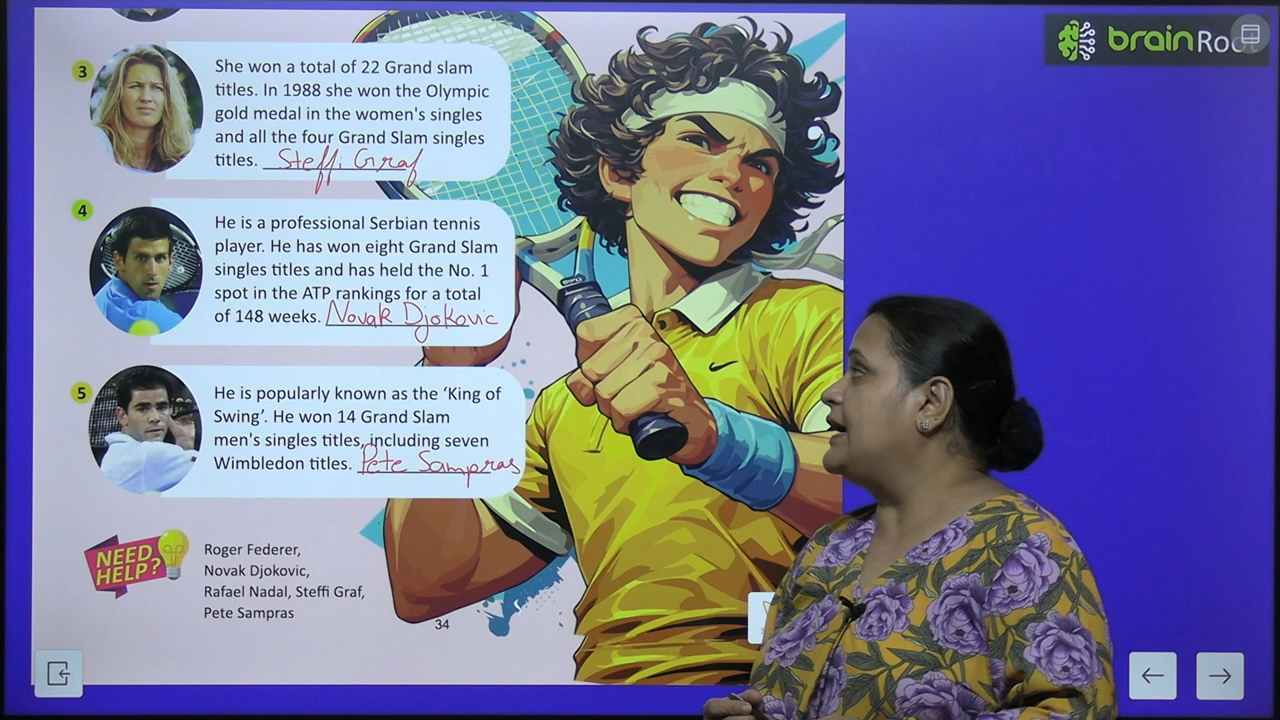 brainRo
3
She won a total of 22 Grand slam
titles. In 1988 she won the Olympic
gold medal in the women's singles
and all the four Grand Slam singles
titles. Steffi Graf
4
He is a professional Serbian tennis
player. He has won eight Grand Slam
singles titles and has held the No. 1
spot in the ATP rankings for a total
of 148 weeks. Novak Djokovic
5
He is popularly known as the ‘King of
Swing’. He won 14 Grand Slam
men's singles titles, including seven
Wimbledon titles. Pete Sampras
NEED
HELP?
Roger Federer,
Novak Djokovic,
Rafael Nadal, Steffi Graf,
Pete Sampras
34